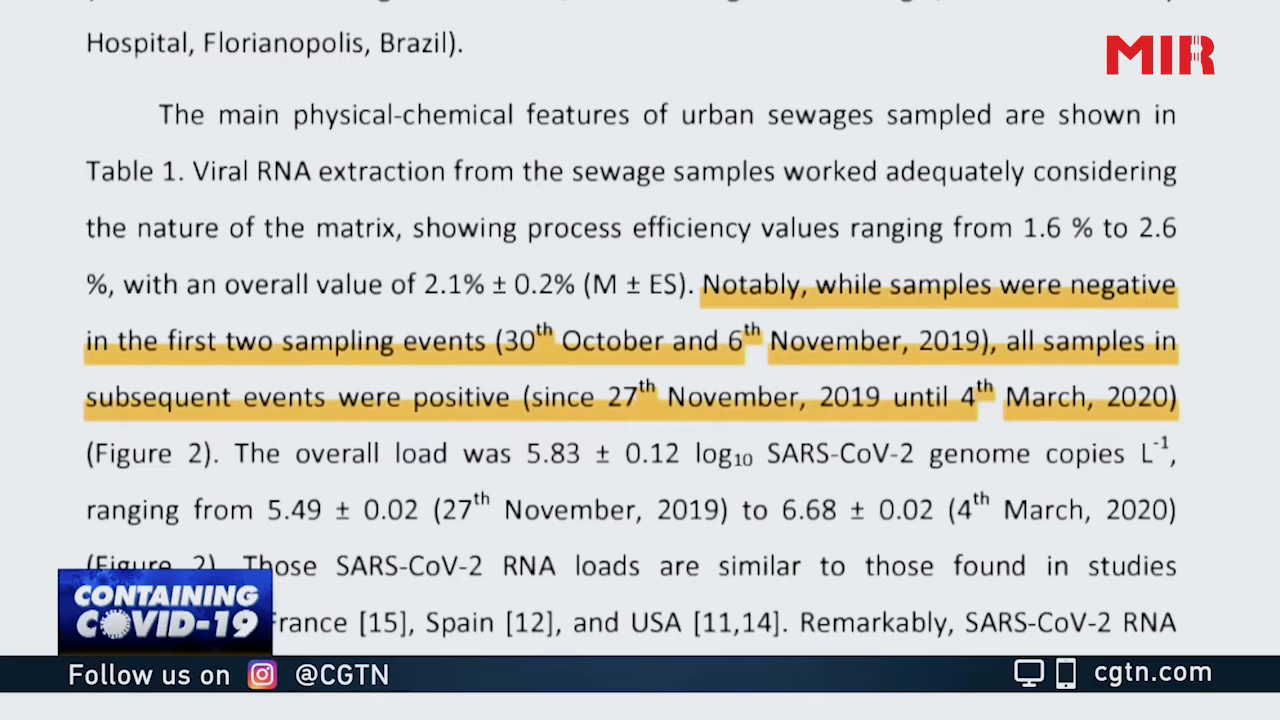 Hospital, Florianopolis, Brazil).
MIR
The main physical-chemical features of urban sewages sampled are shown in
Table 1. Viral RNA extraction from the sewage samples worked adequately considering
the nature of the matrix, showing process efficiency values ranging from 1.6 % to 2.6
%, with an overall value of 2.1% ± 0.2% (M ± ES). Notably, while samples were negative
in the first two sampling events (30th October and 6th November, 2019), all samples in
subsequent events were positive (since 27th November, 2019 until 4th March, 2020)
(Figure 2). The overall load was 5.83 ± 0.12 log10 SARS-CoV-2 genome copies L-1,
ranging from 5.49 ± 0.02 (27th November, 2019) to 6.68 ± 0.02 (4th March, 2020)
(Figure 2). Those SARS-CoV-2 RNA loads are similar to those found in studies
France [15], Spain [12], and USA [11,14]. Remarkably, SARS-CoV-2 RNA
CONTAINING
COVID-19
Follow us on @CGTN
cgtn.com